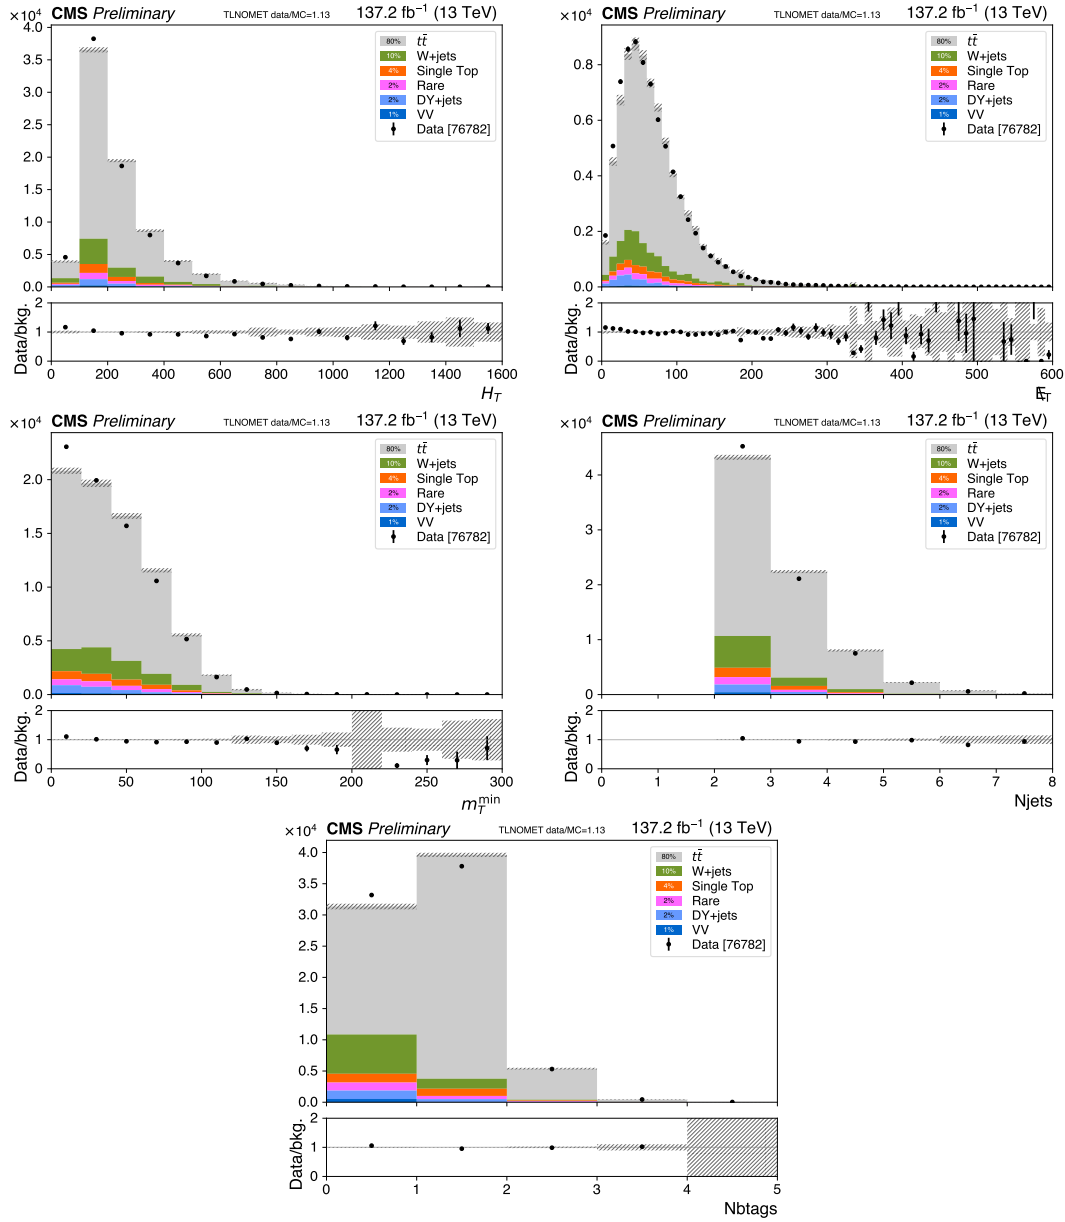 ×10⁴ CMS Preliminary TLNOMET data/MC=1.13 137.2 fb⁻¹ (13 TeV)
4.0
3.5
3.0
2.5
2.0
1.5
1.0
0.5
0.0
80% tt̄
10% W+jets
4% Single Top
2% Rare
2% DY+jets
1% VV
Data [76782]
Data/bkg.
2
1
0
0 200 400 600 800 1000 1200 1400 1600
H_T
×10⁴ CMS Preliminary TLNOMET data/MC=1.13 137.2 fb⁻¹ (13 TeV)
0.8
0.6
0.4
0.2
0.0
80% tt̄
10% W+jets
4% Single Top
2% Rare
2% DY+jets
1% VV
Data [76782]
Data/bkg.
2
1
0
0 100 200 300 400 500 600
E_T
×10⁴ CMS Preliminary TLNOMET data/MC=1.13 137.2 fb⁻¹ (13 TeV)
2.0
1.5
1.0
0.5
0.0
80% tt̄
10% W+jets
4% Single Top
2% Rare
2% DY+jets
1% VV
Data [76782]
Data/bkg.
2
1
0
0 50 100 150 200 250 300
m_T^min
×10⁴ CMS Preliminary TLNOMET data/MC=1.13 137.2 fb⁻¹ (13 TeV)
4
3
2
1
0
80% tt̄
10% W+jets
4% Single Top
2% Rare
2% DY+jets
1% VV
Data [76782]
Data/bkg.
2
1
0
0 1 2 3 4 5 6 7 8
Njets
×10⁴ CMS Preliminary TLNOMET data/MC=1.13 137.2 fb⁻¹ (13 TeV)
4.0
3.5
3.0
2.5
2.0
1.5
1.0
0.5
0.0
80% tt̄
10% W+jets
4% Single Top
2% Rare
2% DY+jets
1% VV
Data [76782]
Data/bkg.
2
1
0
0 1 2 3 4 5
Nbtags